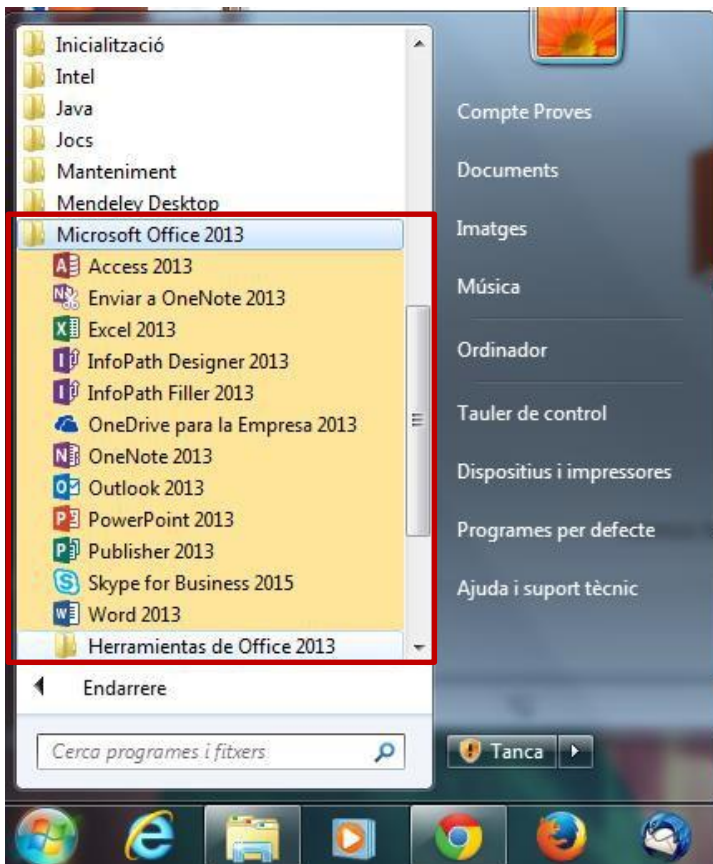 Inicialització
Intel
Java
Jocs
Manteniment
Mendeley Desktop
Microsoft Office 2013
Access 2013
Enviar a OneNote 2013
Excel 2013
InfoPath Designer 2013
InfoPath Filler 2013
OneDrive para la Empresa 2013
OneNote 2013
Outlook 2013
PowerPoint 2013
Publisher 2013
Skype for Business 2015
Word 2013
Herramientas de Office 2013
Endarrere
Cerca programes i fitxers
Compte Proves
Documents
Imatges
Música
Ordinador
Tauler de control
Dispositius i impressores
Programes per defecte
Ajuda i suport tècnic
Tanca